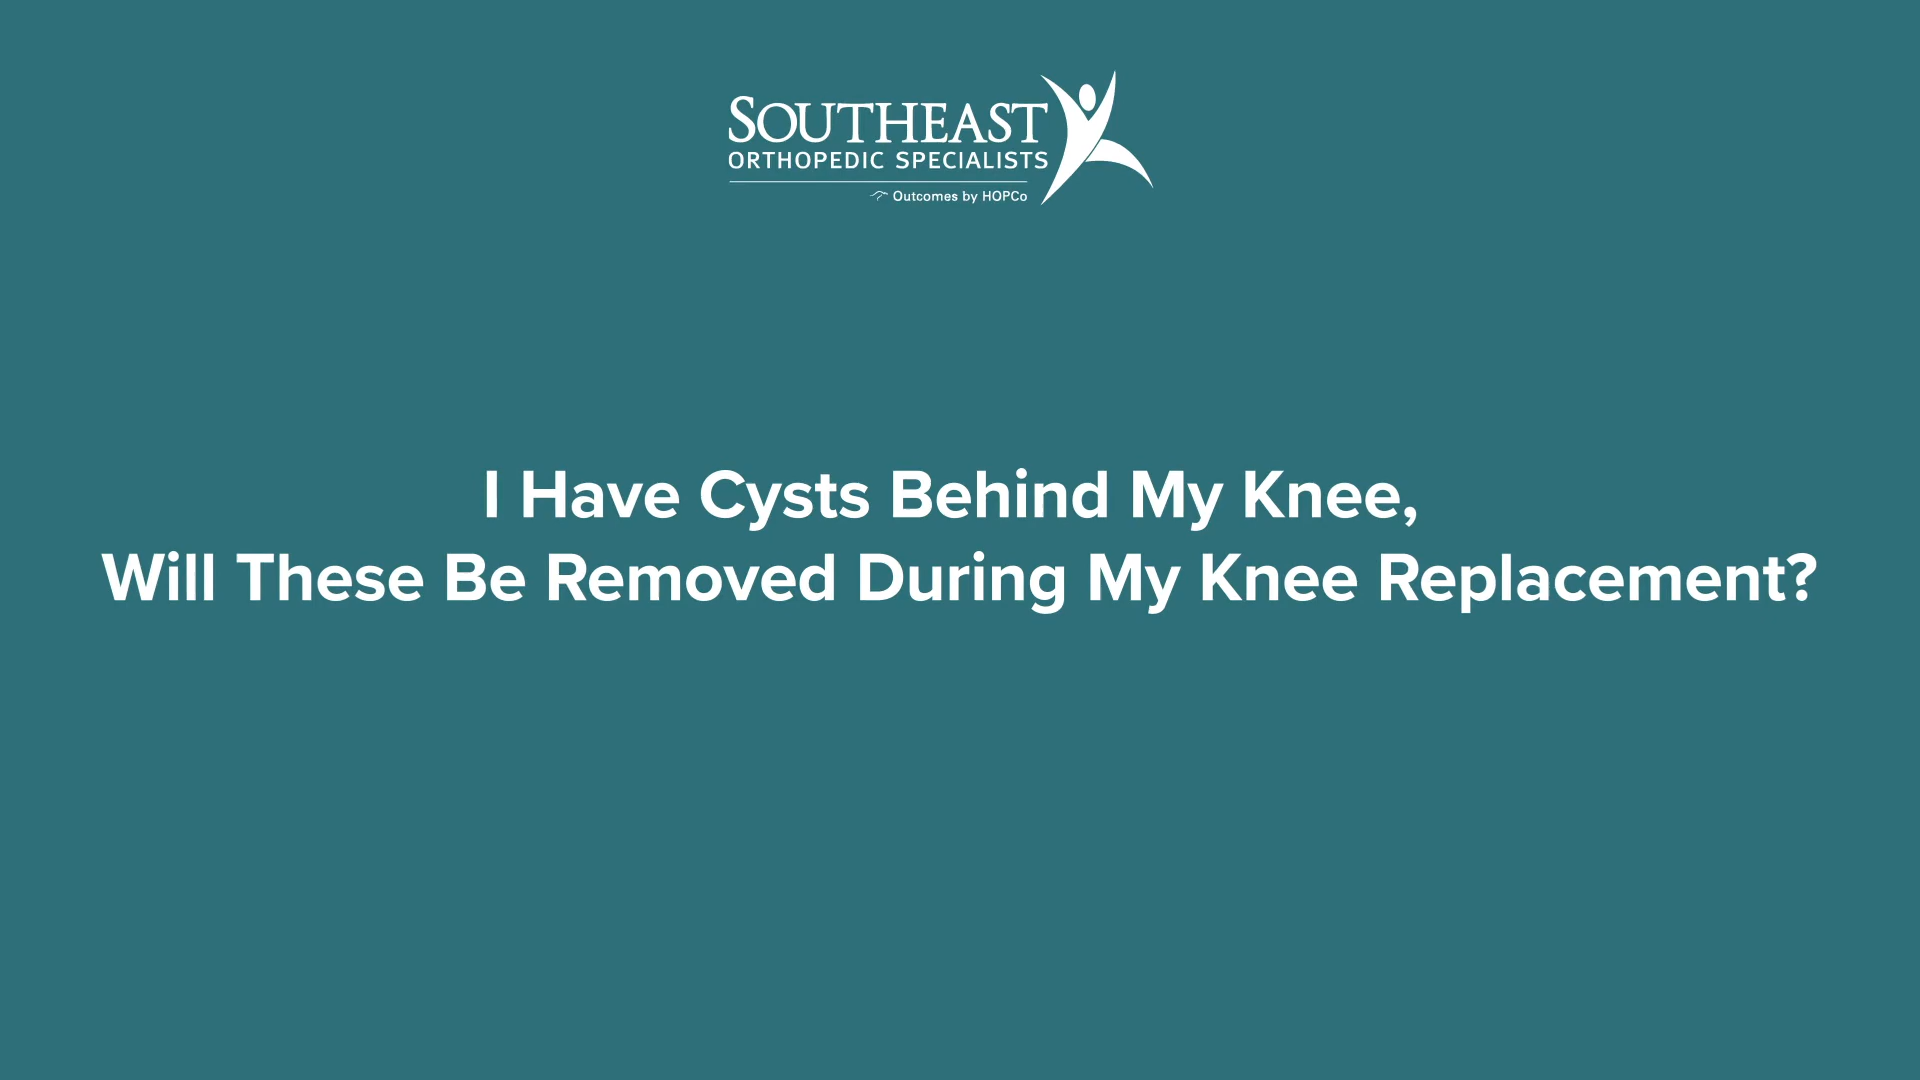 SOUTHEAST
ORTHOPEDIC SPECIALISTS
Outcomes by HOPCo
I Have Cysts Behind My Knee,
Will These Be Removed During My Knee Replacement?